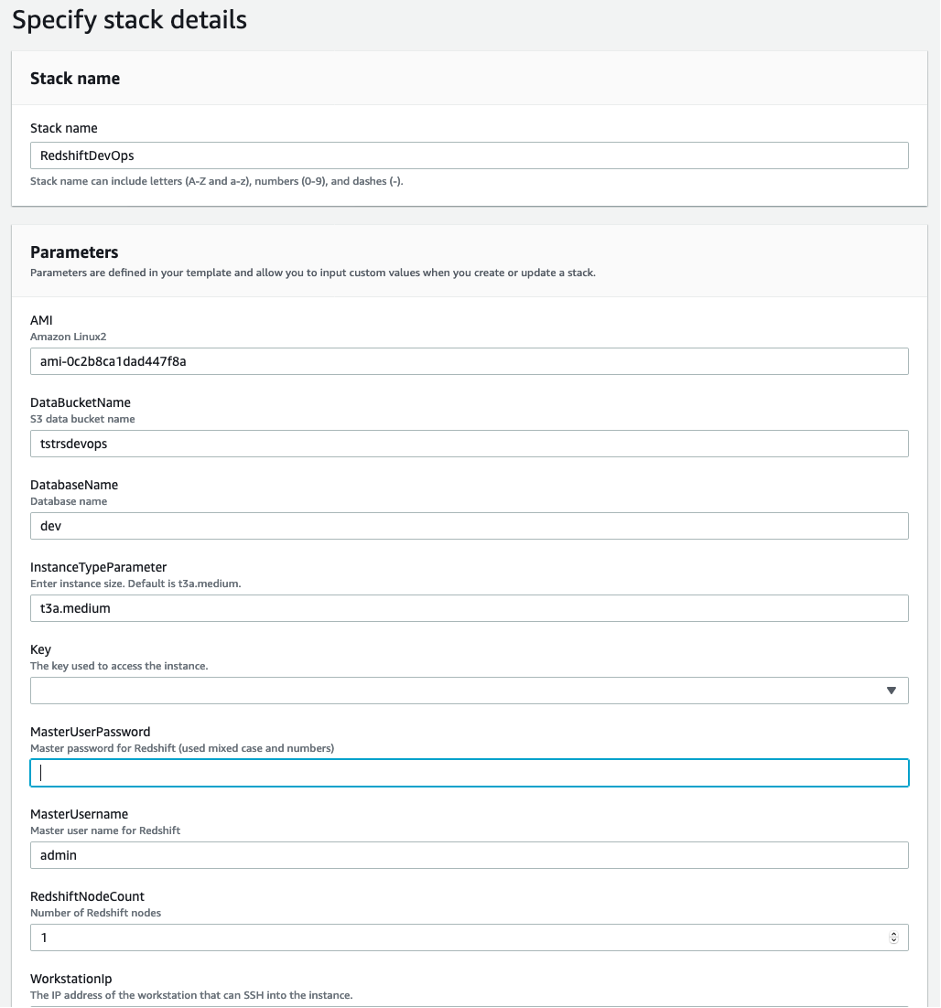 Specify stack details
Stack name
Stack name
RedshiftDevOps
Stack name can include letters (A-Z and a-z), numbers (0-9), and dashes (-).
Parameters
Parameters are defined in your template and allow you to input custom values when you create or update a stack.
AMI
Amazon Linux2
ami-0c2b8ca1dad447f8a
DataBucketName
S3 data bucket name
tstrsdevops
DatabaseName
Database name
dev
InstanceTypeParameter
Enter instance size. Default is t3a.medium.
t3a.medium
Key
The key used to access the instance.
MasterUserPassword
Master password for Redshift (used mixed case and numbers)
MasterUsername
Master user name for Redshift
admin
RedshiftNodeCount
Number of Redshift nodes
1
WorkstationIp
The IP address of the workstation that can SSH into the instance.